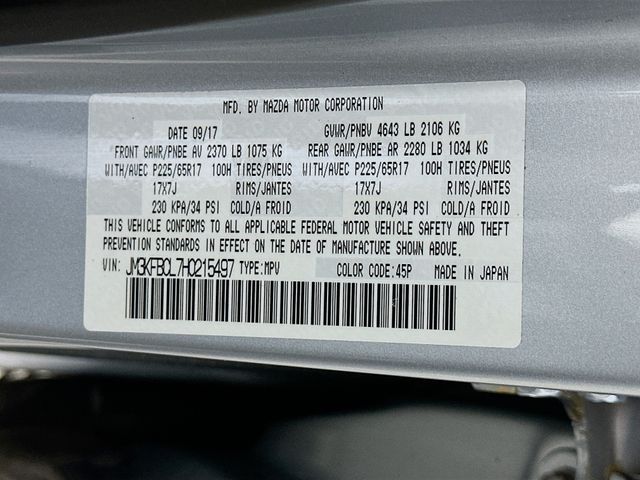 MFD. BY MAZDA MOTOR CORPORATION
DATE 09/17 GVWR/PNBV 4643 LB 2106 KG
FRONT GAWR/PNBE AV 2370 LB 1075 KG REAR GAWR/PNBE AR 2280 LB 1034 KG
WITH/AVEC P225/65R17 100H TIRES/PNEUS WITH/AVEC P225/65R17 100H TIRES/PNEUS
17X7J RIMS/JANTES 17X7J RIMS/JANTES
230 KPA/34 PSI COLD/A FROID 230 KPA/34 PSI COLD/A FROID
THIS VEHICLE CONFORMS TO ALL APPLICABLE FEDERAL MOTOR VEHICLE SAFETY AND THEFT
PREVENTION STANDARDS IN EFFECT ON THE DATE OF MANUFACTURE SHOWN ABOVE.
VIN: JM3KFBCL7H0215497 TYPE:MPV COLOR CODE:45P MADE IN JAPAN